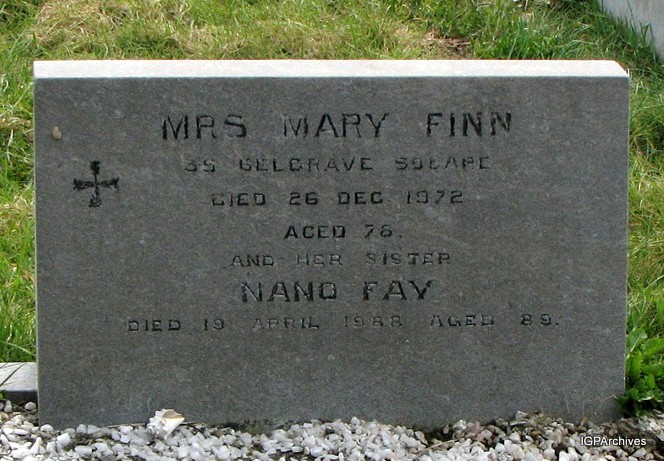 MRS MARY FINN
35 BELGRAVE SQUARE
DIED 26 DEC 1972
AGED 78.
AND HER SISTER
NANO FAY
DIED 19 APRIL 1988 AGED 89.
IGPArchives